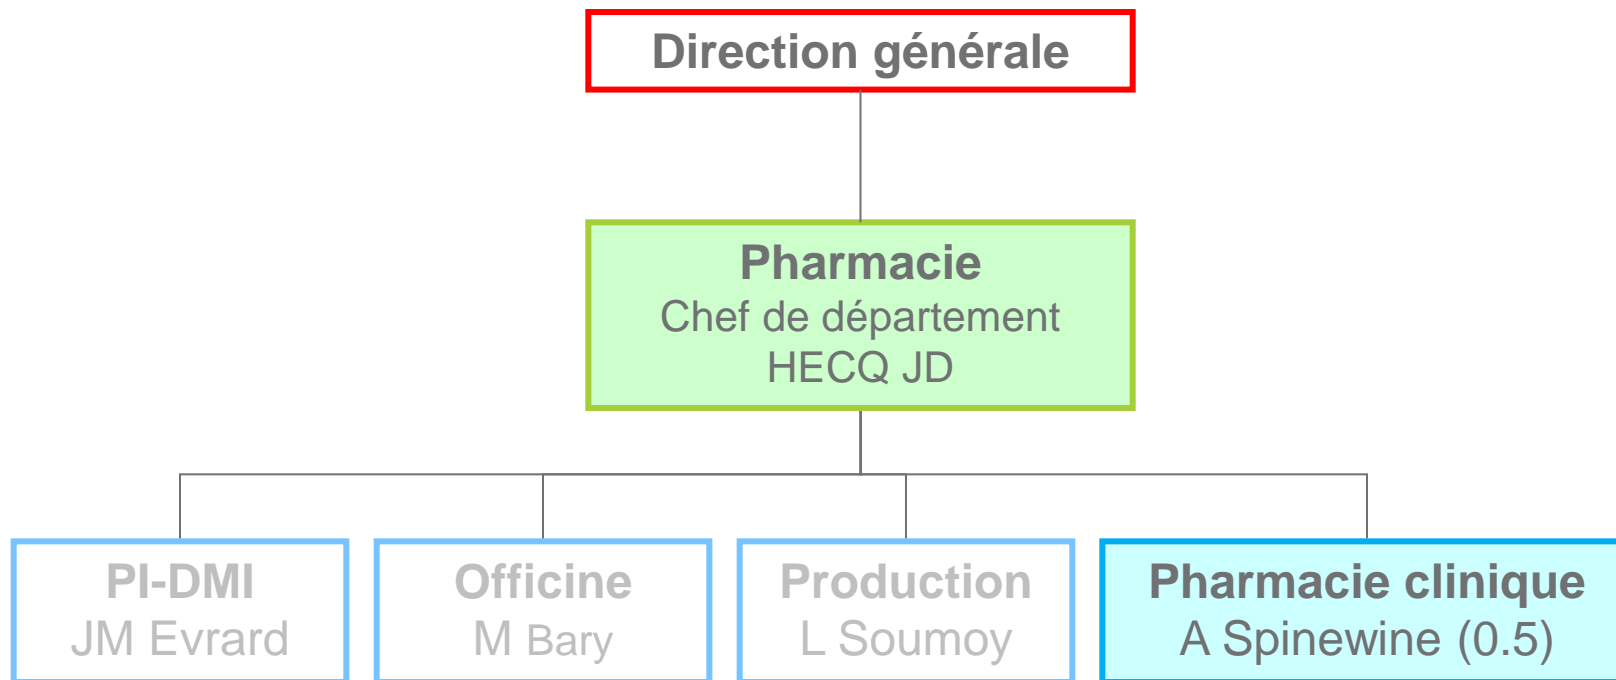 Direction générale
Pharmacie
Chef de département
HECQ JD
PI-DMI
JM Evrard
Officine
M Bary
Production
L Soumoy
Pharmacie clinique
A Spinewine (0.5)